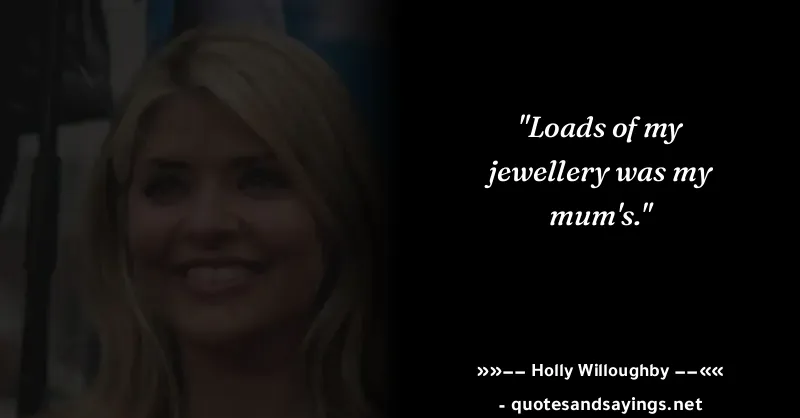 "Loads of my
jewellery was my
mum's."
»»−− Holly Willoughby −−««
- quotesandsayings.net